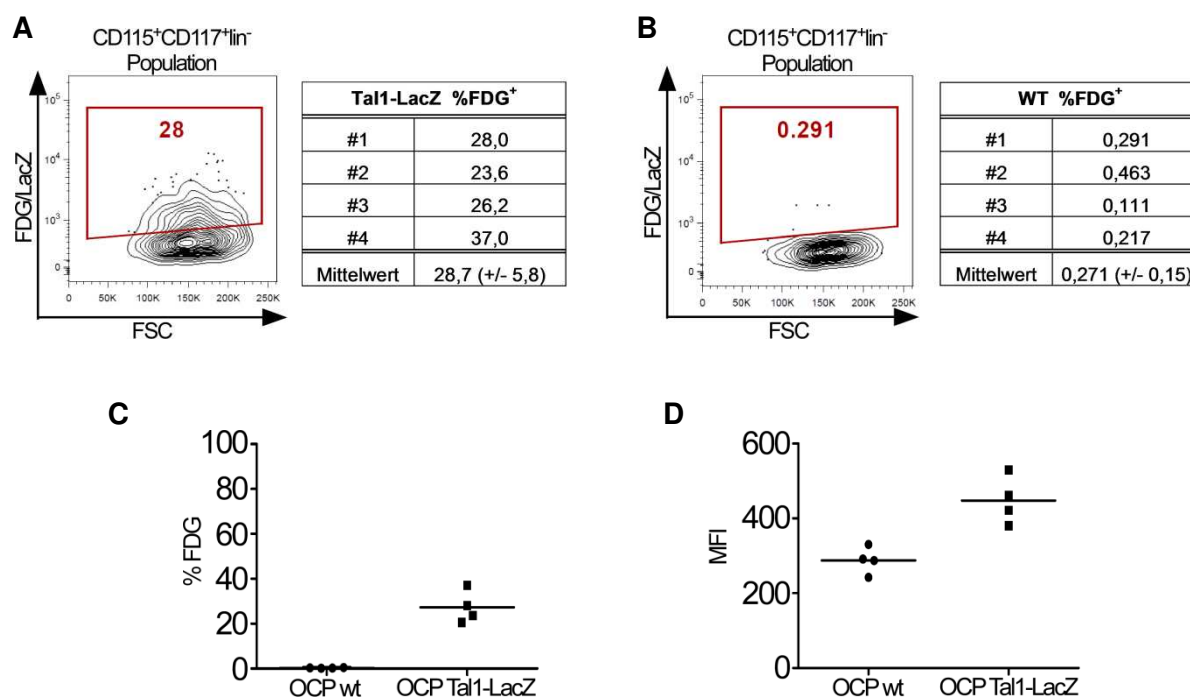 A
CD115+CD117+lin-
Population
FDG/LacZ
10⁵
10⁴
10³
0
28
0 50K 100K 150K 200K 250K
FSC
Tal1-LacZ %FDG⁺
#1 28,0
#2 23,6
#3 26,2
#4 37,0
Mittelwert 28,7 (+/- 5,8)
B
CD115⁺CD117⁺lin⁻
Population
FDG/LacZ
10⁵
10⁴
10³
0
0.291
0 50K 100K 150K 200K 250K
FSC
WT %FDG⁺
#1 0,291
#2 0,463
#3 0,111
#4 0,217
Mittelwert 0,271 (+/- 0,15)
C
% FDG
100
80
60
40
20
0
OCP wt OCP Tal1-LacZ
D
MFI
600
400
200
0
OCP wt OCP Tal1-LacZ